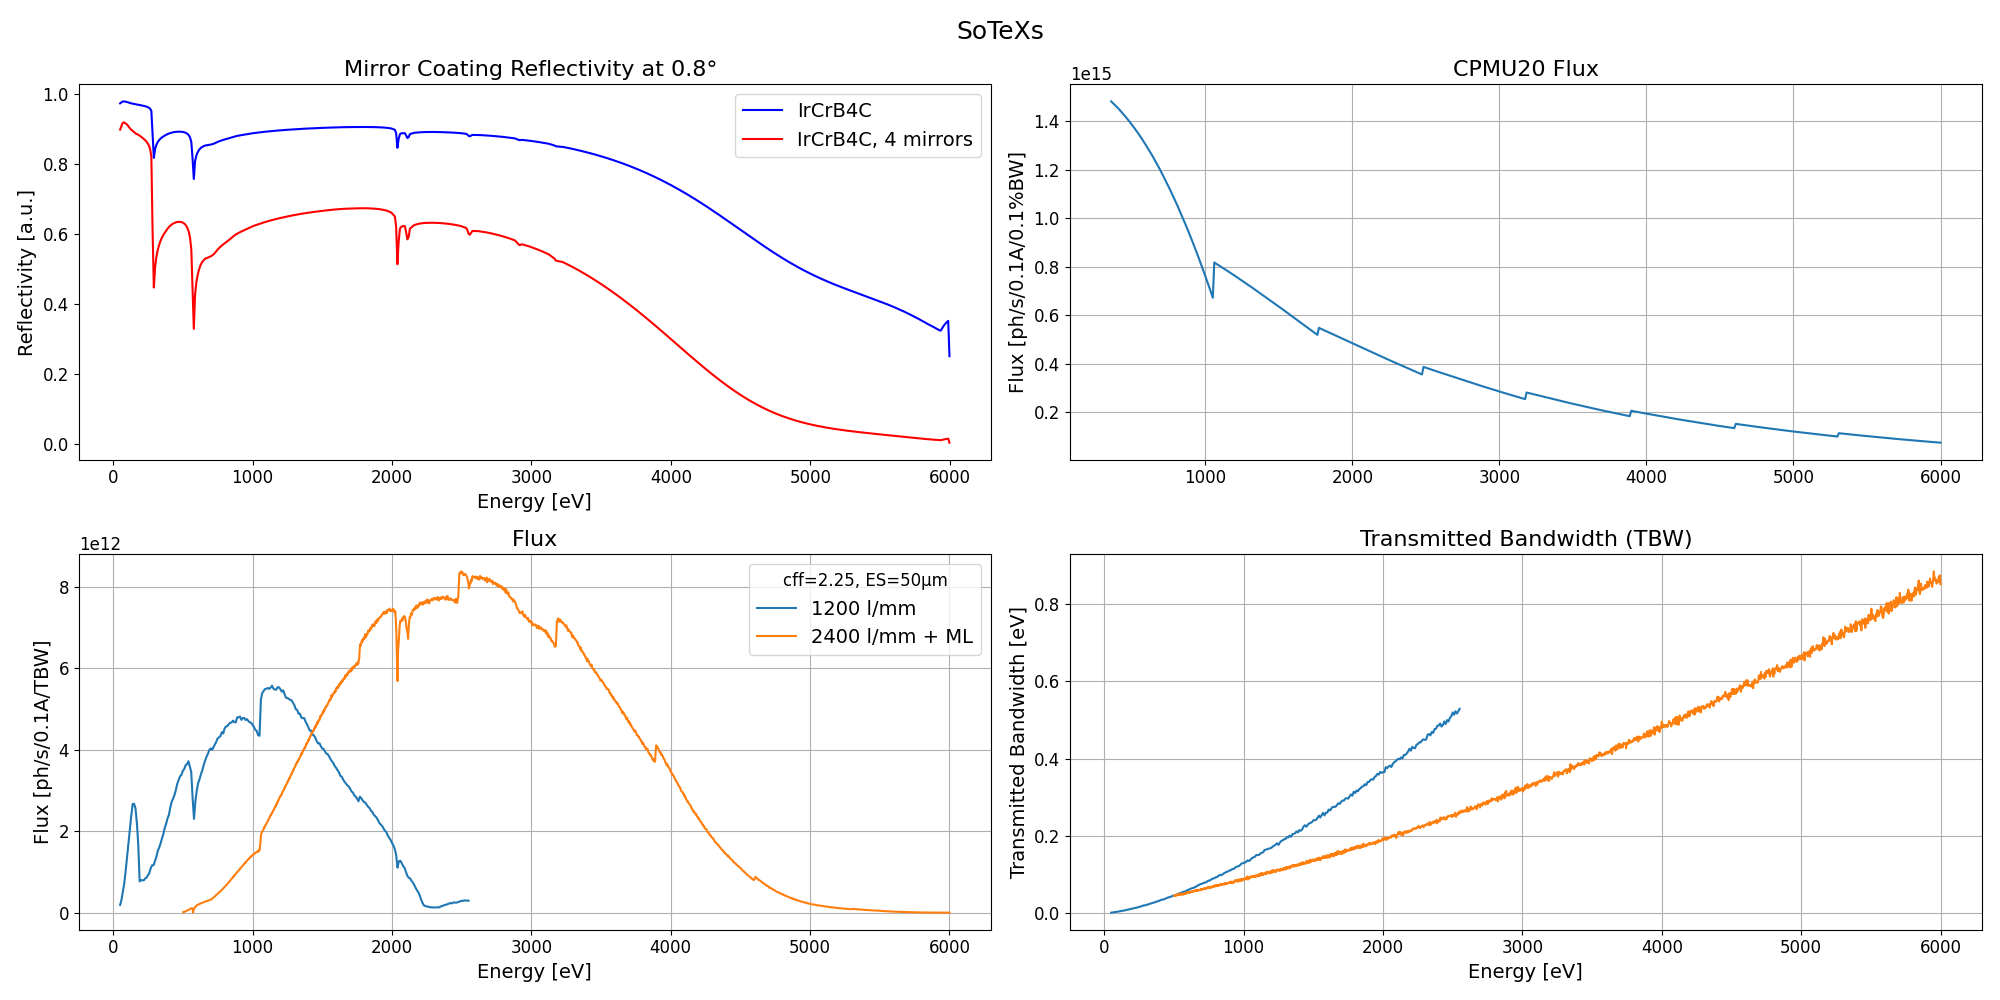 SoTeXs
Mirror Coating Reflectivity at 0.8°
Reflectivity [a.u.]
1.0
0.8
0.6
0.4
0.2
0.0
IrCrB4C
IrCrB4C, 4 mirrors
0 1000 2000 3000 4000 5000 6000
Energy [eV]
CPMU20 Flux
1e15
Flux [ph/s/0.1A/0.1%BW]
1.4
1.2
1.0
0.8
0.6
0.4
0.2
1000 2000 3000 4000 5000 6000
Flux
1e12
Flux [ph/s/0.1A/TBW]
8
6
4
2
0
cff=2.25, ES=50μm
1200 l/mm
2400 l/mm + ML
0 1000 2000 3000 4000 5000 6000
Energy [eV]
Transmitted Bandwidth (TBW)
Transmitted Bandwidth [eV]
0.8
0.6
0.4
0.2
0.0
0 1000 2000 3000 4000 5000 6000
Energy [eV]